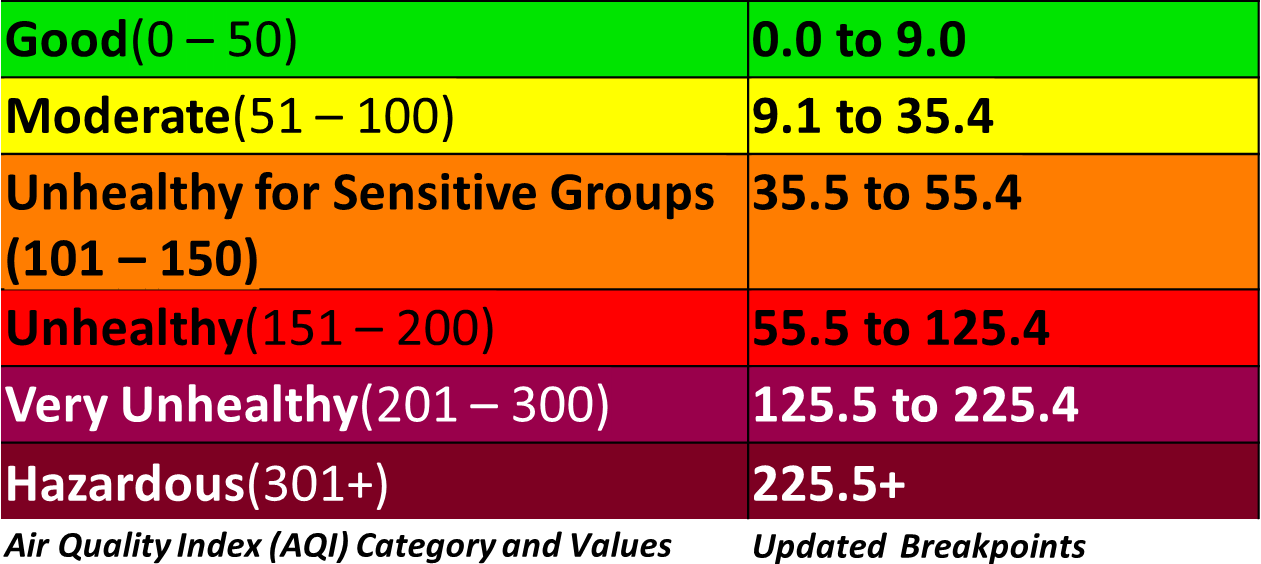 Good(0 – 50) 0.0 to 9.0
Moderate(51 – 100) 9.1 to 35.4
Unhealthy for Sensitive Groups 35.5 to 55.4
(101 – 150)
Unhealthy(151 – 200) 55.5 to 125.4
Very Unhealthy(201 – 300) 125.5 to 225.4
Hazardous(301+) 225.5+
Air Quality Index (AQI) Category and Values Updated Breakpoints